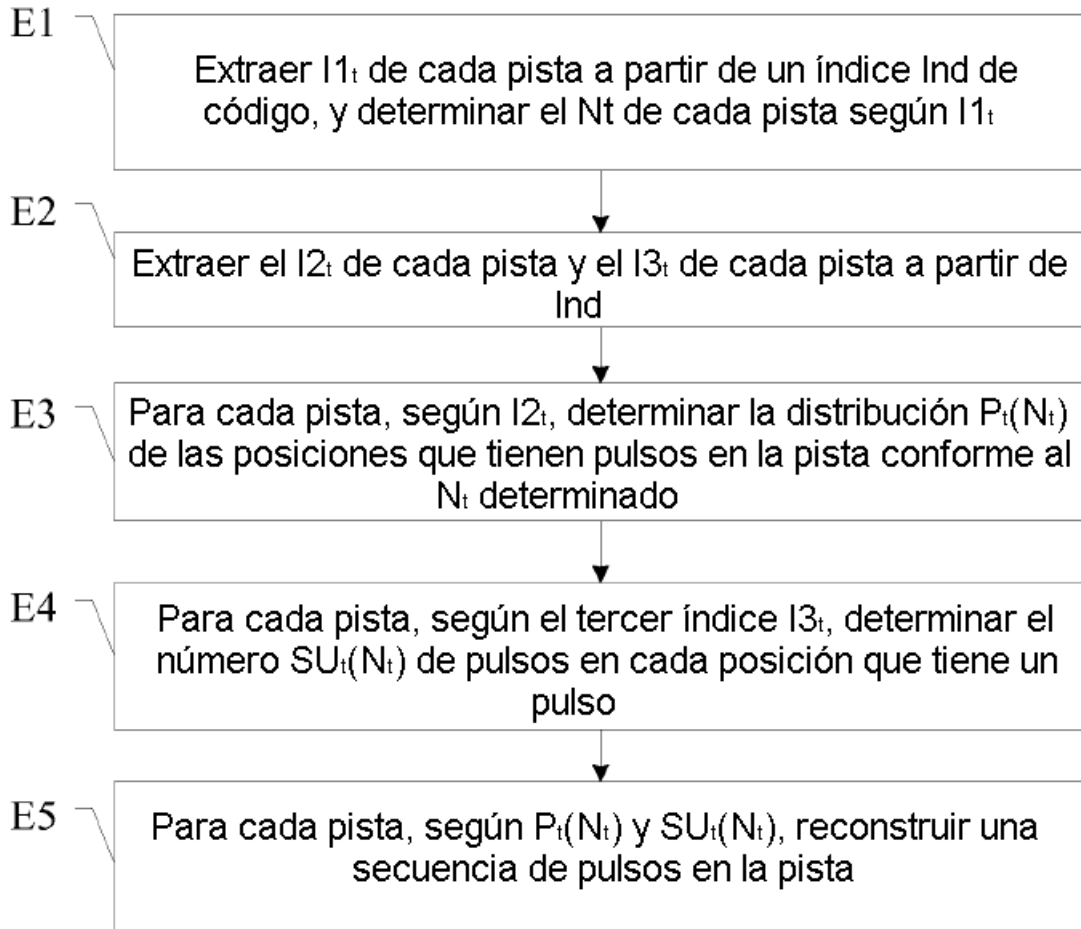 E1
Extraer I1t de cada pista a partir de un índice Ind de
código, y determinar el Nt de cada pista según I1t
E2
Extraer el I2t de cada pista y el I3t de cada pista a partir de
Ind
E3
Para cada pista, según I2t, determinar la distribución Pt(Nt)
de las posiciones que tienen pulsos en la pista conforme al
Nt determinado
E4
Para cada pista, según el tercer índice I3t, determinar el
número SUt(Nt) de pulsos en cada posición que tiene un
pulso
E5
Para cada pista, según Pt(Nt) y SUt(Nt), reconstruir una
secuencia de pulsos en la pista